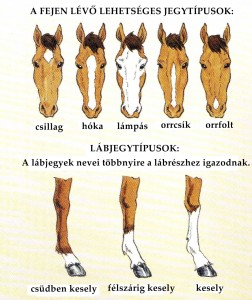 A FEJEN LÉVŐ LEHETSÉGES JEGYTÍPUSOK:
csillag hóka lámpás orrcsík orrfolt
LÁBJEGYTÍPUSOK:
A lábjegyek nevei többnyire a lábrészhez igazodnak.
csüdben kesely félszárig kesely kesely